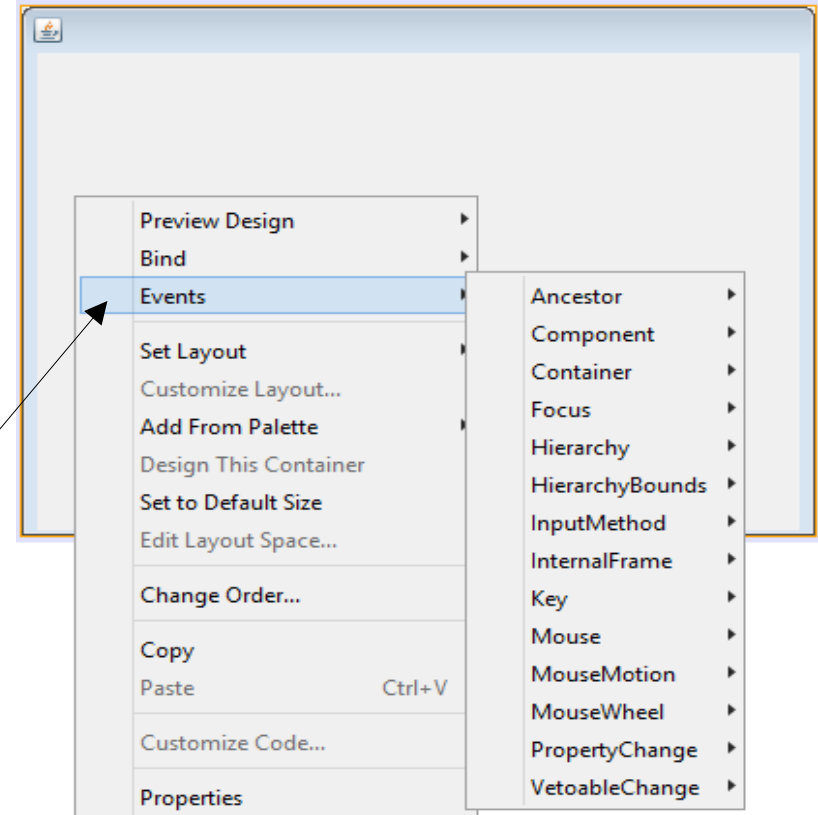 Preview Design
Bind
Events
Set Layout
Customize Layout...
Add From Palette
Design This Container
Set to Default Size
Edit Layout Space...
Change Order...
Copy
Paste Ctrl+V
Customize Code...
Properties
Ancestor
Component
Container
Focus
Hierarchy
HierarchyBounds
InputMethod
InternalFrame
Key
Mouse
MouseMotion
MouseWheel
PropertyChange
VetoableChange